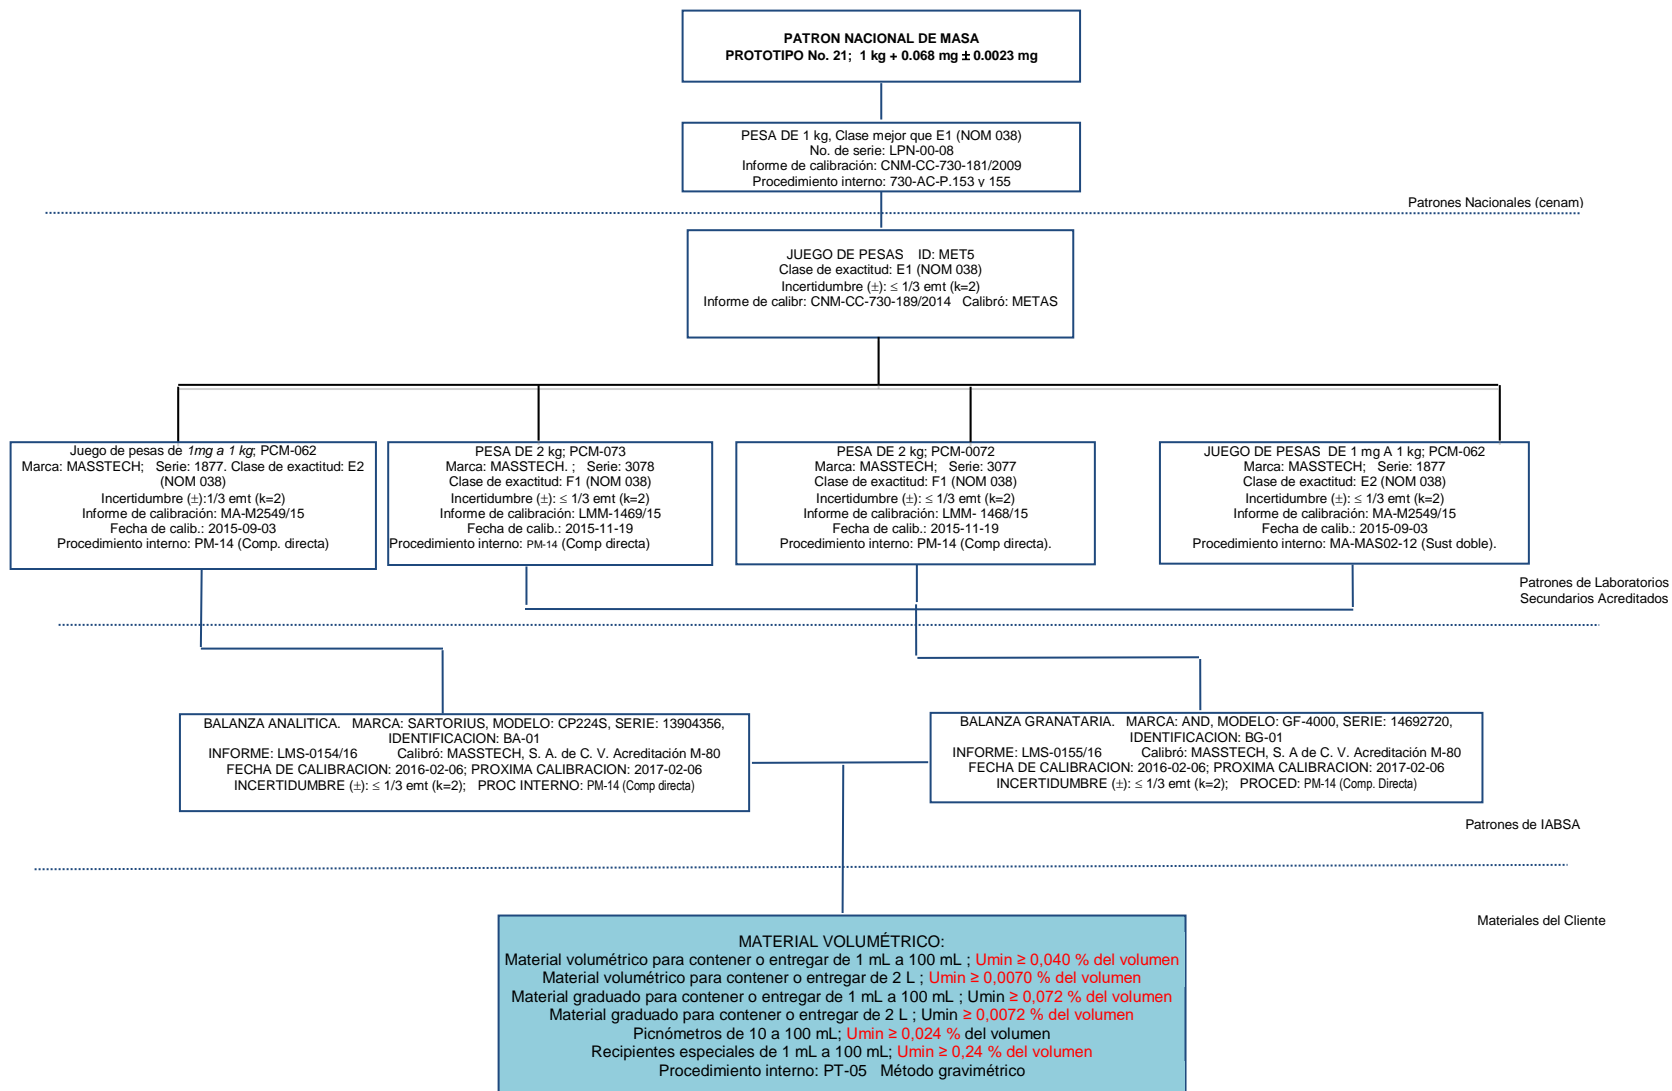 PATRON NACIONAL DE MASA
PROTOTIPO No. 21; 1 kg + 0.068 mg ± 0.0023 mg
PESA DE 1 kg, Clase mejor que E1 (NOM 038)
No. de serie: LPN-00-08
Informe de calibración: CNM-CC-730-181/2009
Procedimiento interno: 730-AC-P.153 y 155
Patrones Nacionales (cenam)
JUEGO DE PESAS ID: MET5
Clase de exactitud: E1 (NOM 038)
Incertidumbre (±): ≤ 1/3 emt (k=2)
Informe de calibr: CNM-CC-730-189/2014 Calibró: METAS
Juego de pesas de 1mg a 1 kg; PCM-062
Marca: MASSTECH; Serie: 1877. Clase de exactitud: E2
(NOM 038)
Incertidumbre (±):1/3 emt (k=2)
Informe de calibración: MA-M2549/15
Fecha de calib.: 2015-09-03
Procedimiento interno: PM-14 (Comp. directa)
PESA DE 2 kg; PCM-073
Marca: MASSTECH. ; Serie: 3078
Clase de exactitud: F1 (NOM 038)
Incertidumbre (±): ≤ 1/3 emt (k=2)
Informe de calibración: LMM-1469/15
Fecha de calib.: 2015-11-19
Procedimiento interno: PM-14 (Comp directa)
PESA DE 2 kg; PCM-0072
Marca: MASSTECH; Serie: 3077
Clase de exactitud: F1 (NOM 038)
Incertidumbre (±): ≤ 1/3 emt (k=2)
Informe de calibración: LMM- 1468/15
Fecha de calib.: 2015-11-19
Procedimiento interno: PM-14 (Comp directa).
JUEGO DE PESAS DE 1 mg A 1 kg; PCM-062
Marca: MASSTECH; Serie: 1877
Clase de exactitud: E2 (NOM 038)
Incertidumbre (±): ≤ 1/3 emt (k=2)
Informe de calibración: MA-M2549/15
Fecha de calib.: 2015-09-03
Procedimiento interno: MA-MAS02-12 (Sust doble).
Patrones de Laboratorios
Secundarios Acreditados
BALANZA ANALITICA. MARCA: SARTORIUS, MODELO: CP224S, SERIE: 13904356,
IDENTIFICACION: BA-01
INFORME: LMS-0154/16 Calibró: MASSTECH, S. A. de C. V. Acreditación M-80
FECHA DE CALIBRACION: 2016-02-06; PROXIMA CALIBRACION: 2017-02-06
INCERTIDUMBRE (±): ≤ 1/3 emt (k=2); PROC INTERNO: PM-14 (Comp directa)
BALANZA GRANATARIA. MARCA: AND, MODELO: GF-4000, SERIE: 14692720,
IDENTIFICACION: BG-01
INFORME: LMS-0155/16 Calibró: MASSTECH, S. A de C. V. Acreditación M-80
FECHA DE CALIBRACION: 2016-02-06; PROXIMA CALIBRACION: 2017-02-06
INCERTIDUMBRE (±): ≤ 1/3 emt (k=2); PROCED: PM-14 (Comp. Directa)
Patrones de IABSA
Materiales del Cliente
MATERIAL VOLUMÉTRICO:
Material volumétrico para contener o entregar de 1 mL a 100 mL ; Umin ≥ 0,040 % del volumen
Material volumétrico para contener o entregar de 2 L ; Umin ≥ 0,0070 % del volumen
Material graduado para contener o entregar de 1 mL a 100 mL ; Umin ≥ 0,072 % del volumen
Material graduado para contener o entregar de 2 L ; Umin ≥ 0,0072 % del volumen
Picnómetros de 10 a 100 mL; Umin ≥ 0,024 % del volumen
Recipientes especiales de 1 mL a 100 mL; Umin ≥ 0,24 % del volumen
Procedimiento interno: PT-05 Método gravimétrico